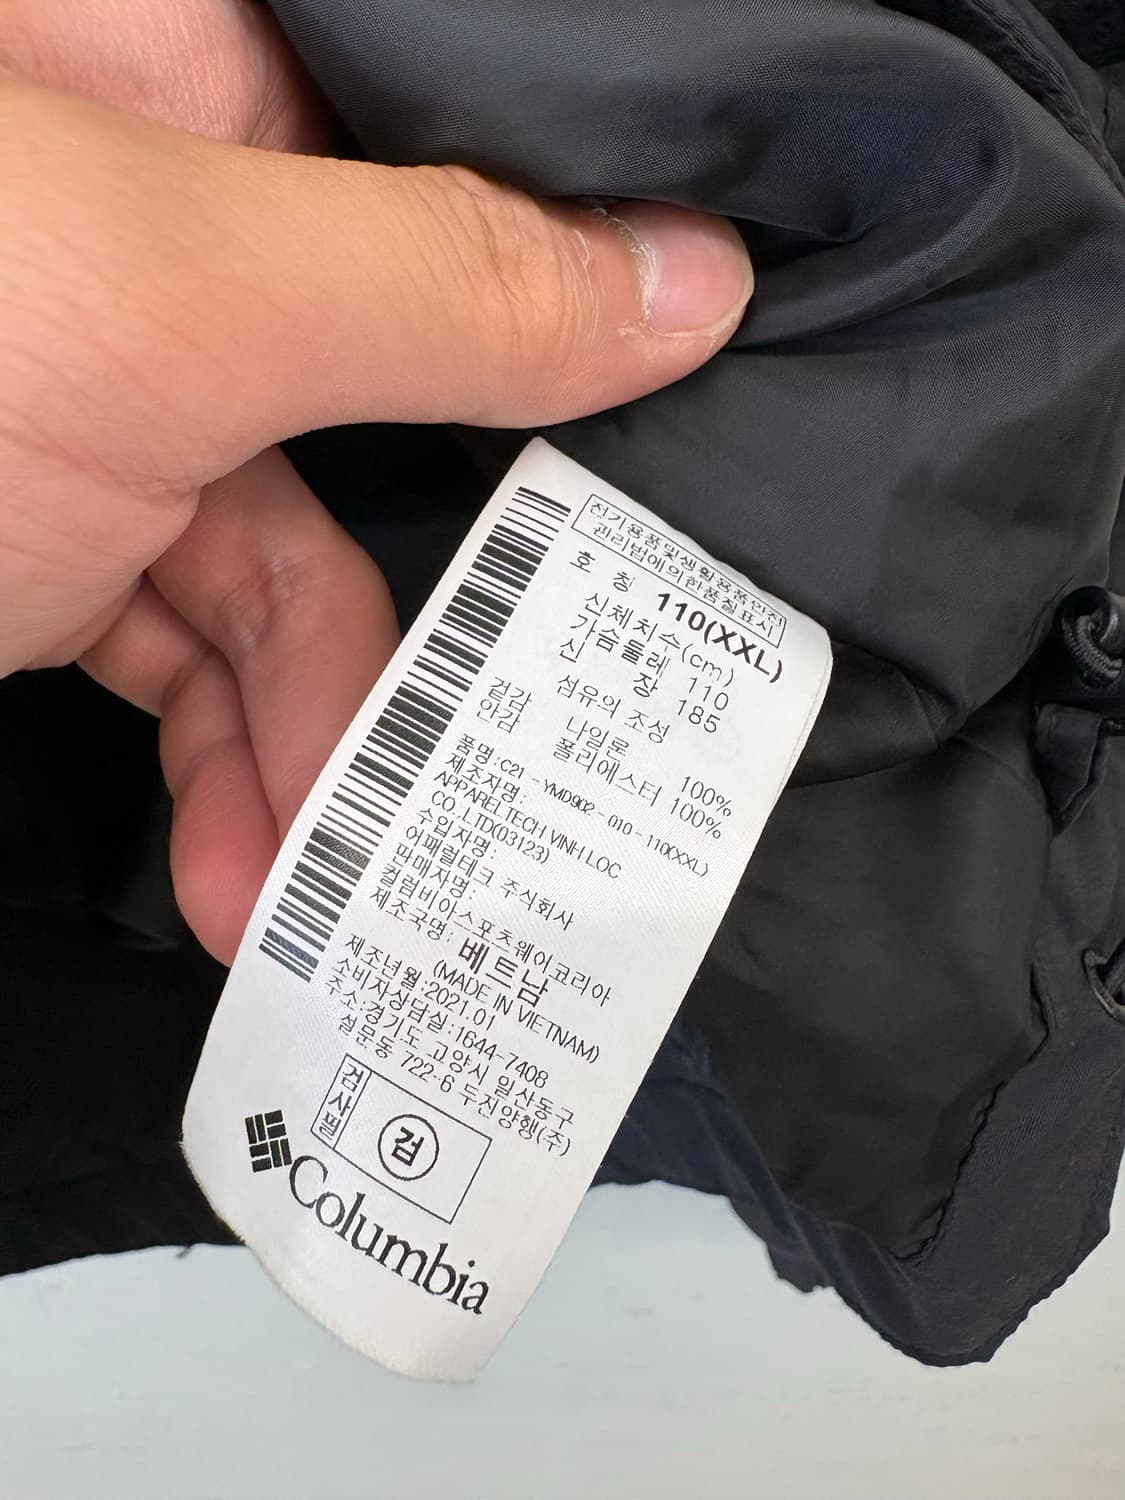 전기용품및생활용품안전
관리법에의한품질표시
호 칭 110(XXL)
신체치수(cm)
가슴둘레 110
신 장 185
섬유의 조성
겉감 나일론 100%
안감 폴리에스터 100%
품명:C21-YMD902-010-110(XXL)
제조자명:
APPARELTECH VINH LOC
CO.,LTD(03123)
수입자명:
어패럴테크 주식회사
판매자명:
컬럼비아스포츠웨어코리아
제조국명: 베트남
(MADE IN VIETNAM)
제조년월:2021.01
소비자상담실:1644-7408
주소:경기도 고양시 일산동구
설문동 722-6 두진양행(주)
검사필
검
Columbia